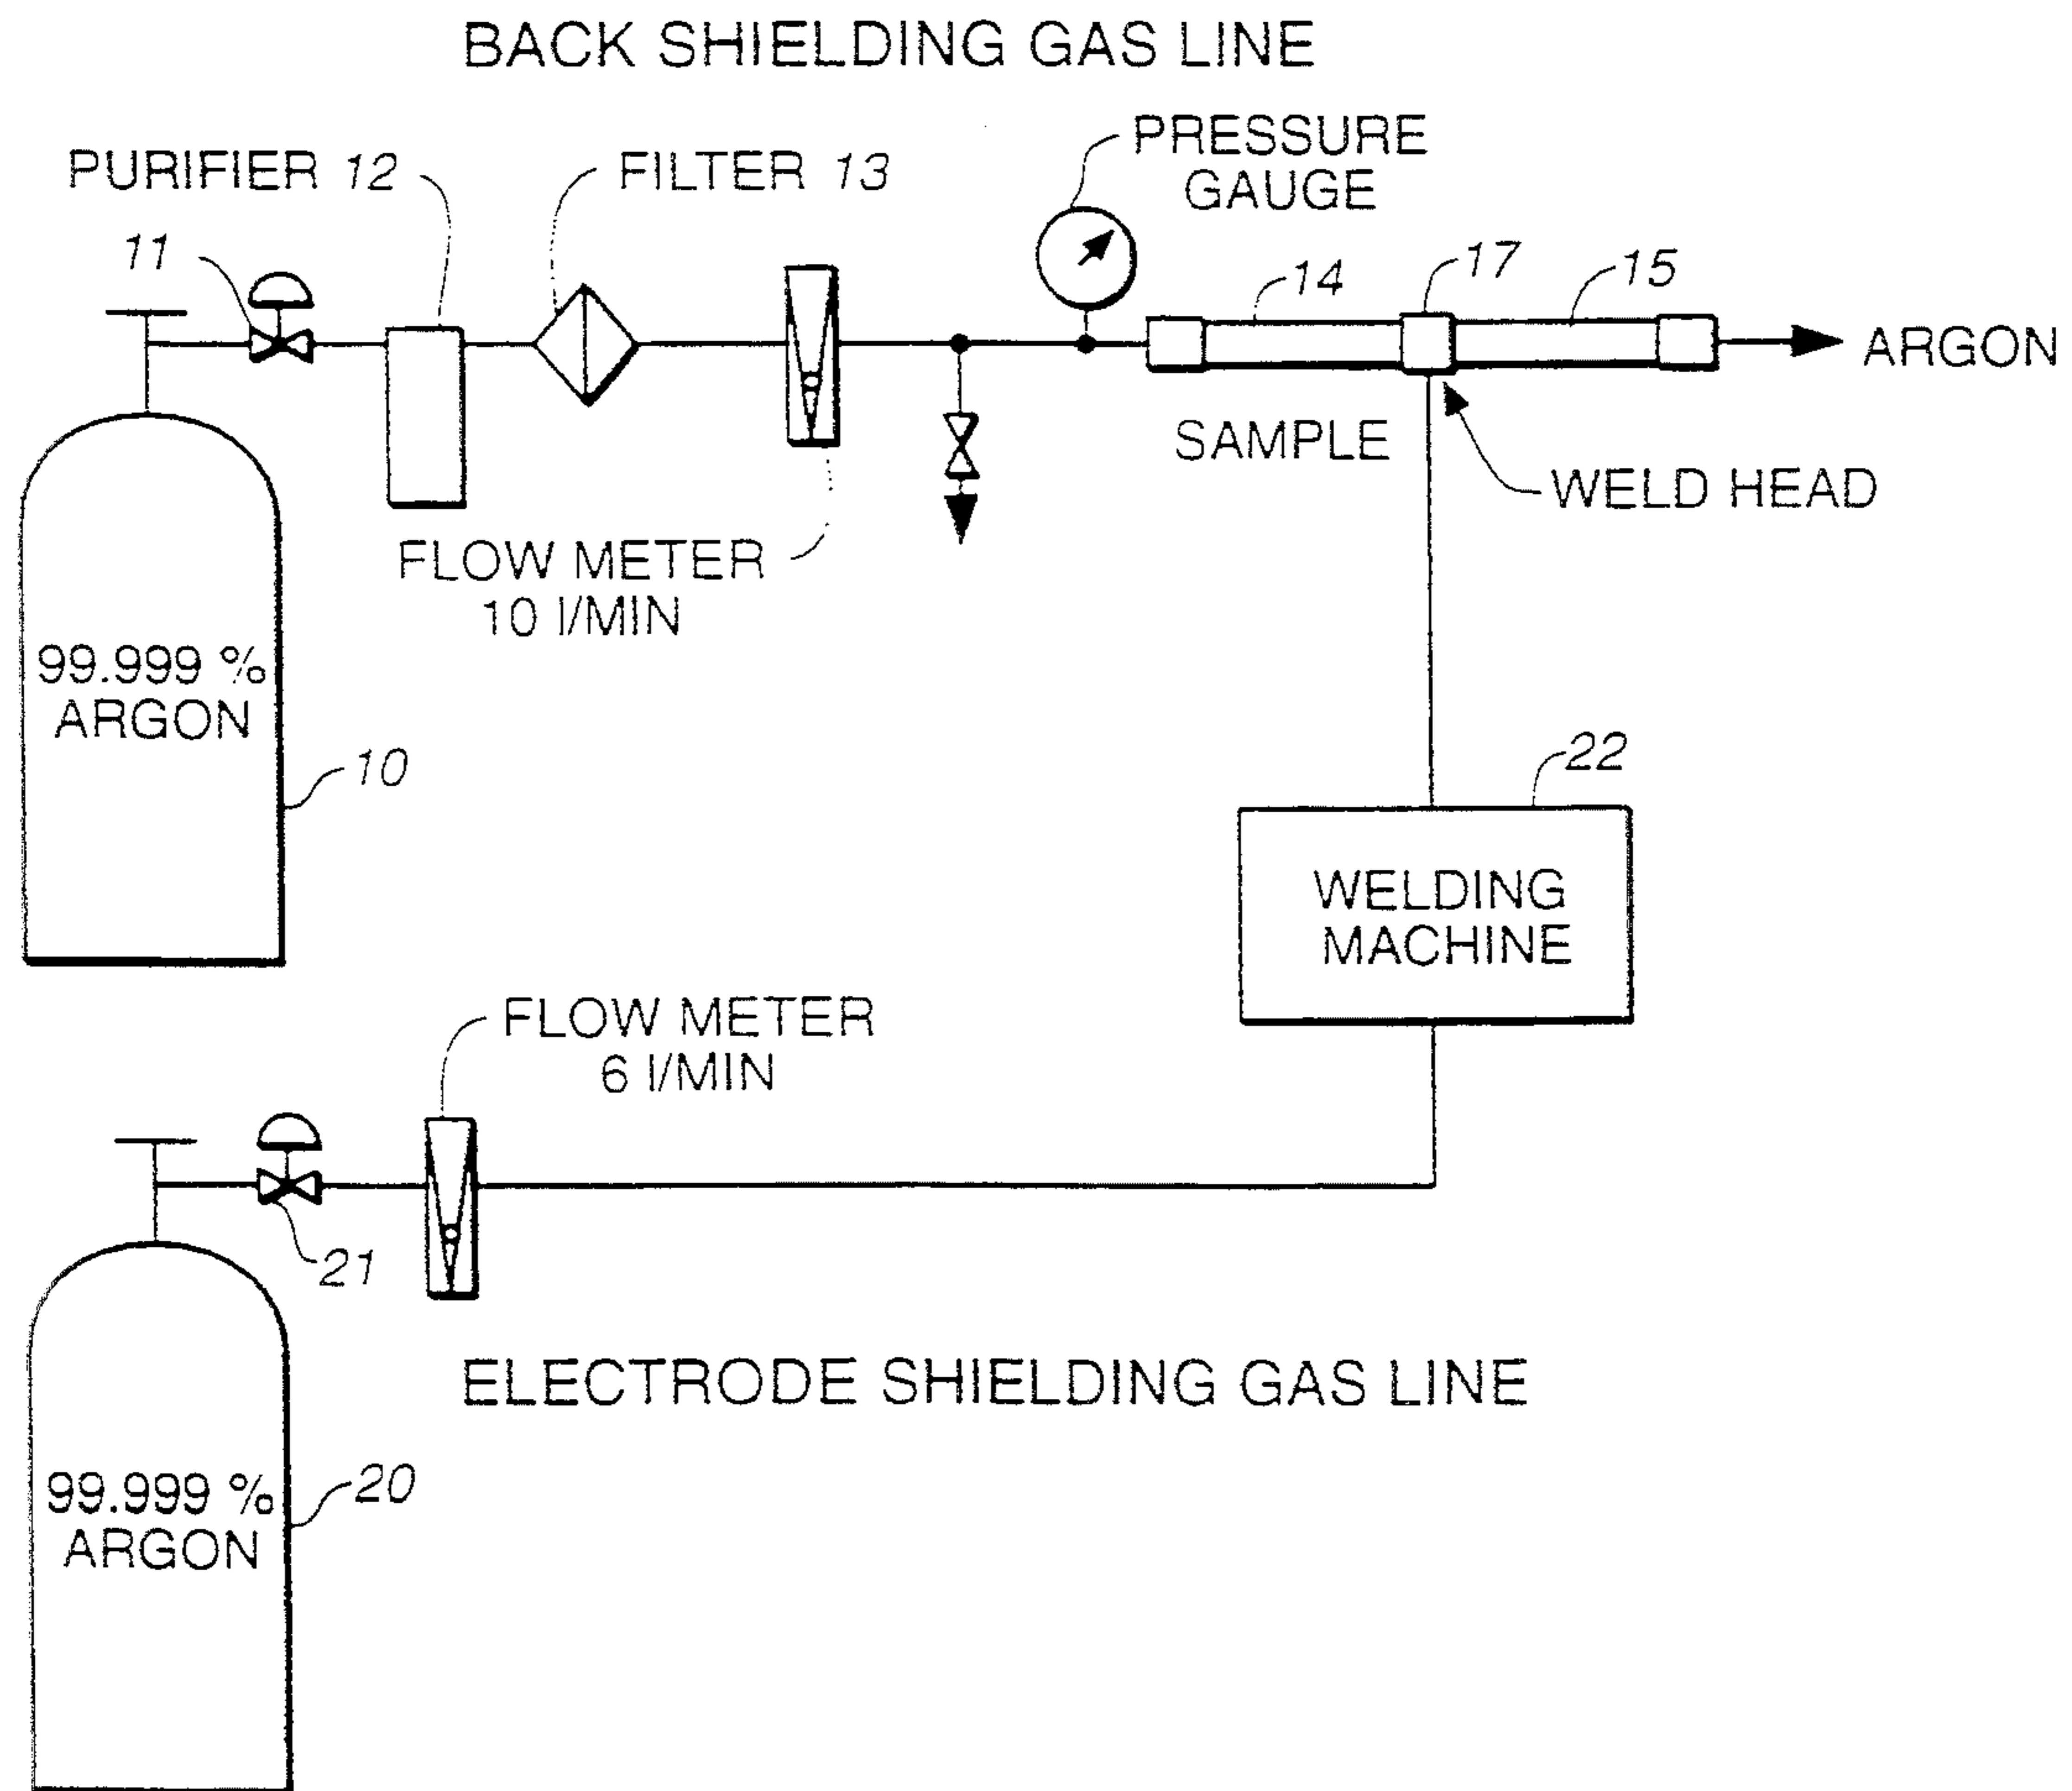 BACK SHIELDING GAS LINE
PURIFIER 12
FILTER 13
PRESSURE
GAUGE
11
14
17
15
ARGON
SAMPLE
WELD HEAD
FLOW METER
10 l/MIN
99.999 %
ARGON
10
22
WELDING
MACHINE
FLOW METER
6 l/MIN
21
ELECTRODE SHIELDING GAS LINE
99.999 %
ARGON
20